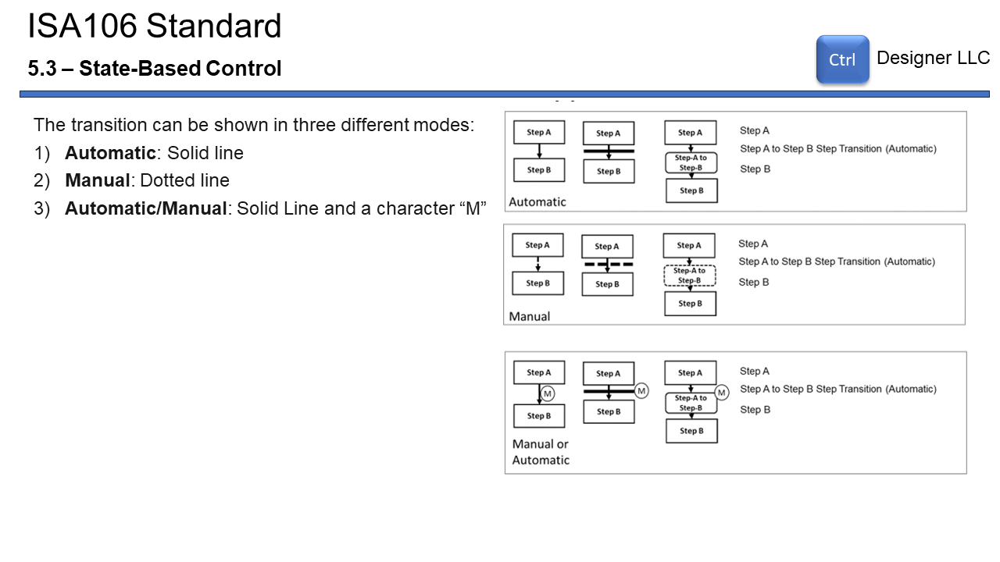 ISA106 Standard
5.3 – State-Based Control
Ctrl
Designer LLC
The transition can be shown in three different modes:
1) Automatic: Solid line
2) Manual: Dotted line
3) Automatic/Manual: Solid Line and a character “M”
Step A
Step B
Step A
Step B
Step A
Step-A to
Step-B
Step B
Step A
Step A to Step B Step Transition (Automatic)
Step B
Automatic
Step A
Step B
Step A
Step B
Step A
Step-A to
Step-B
Step B
Step A
Step A to Step B Step Transition (Automatic)
Step B
Manual
Step A
M
Step B
Step A
M
Step B
Step A
M
Step-A to
Step-B
Step B
Step A
Step A to Step B Step Transition (Automatic)
Step B
Manual or
Automatic